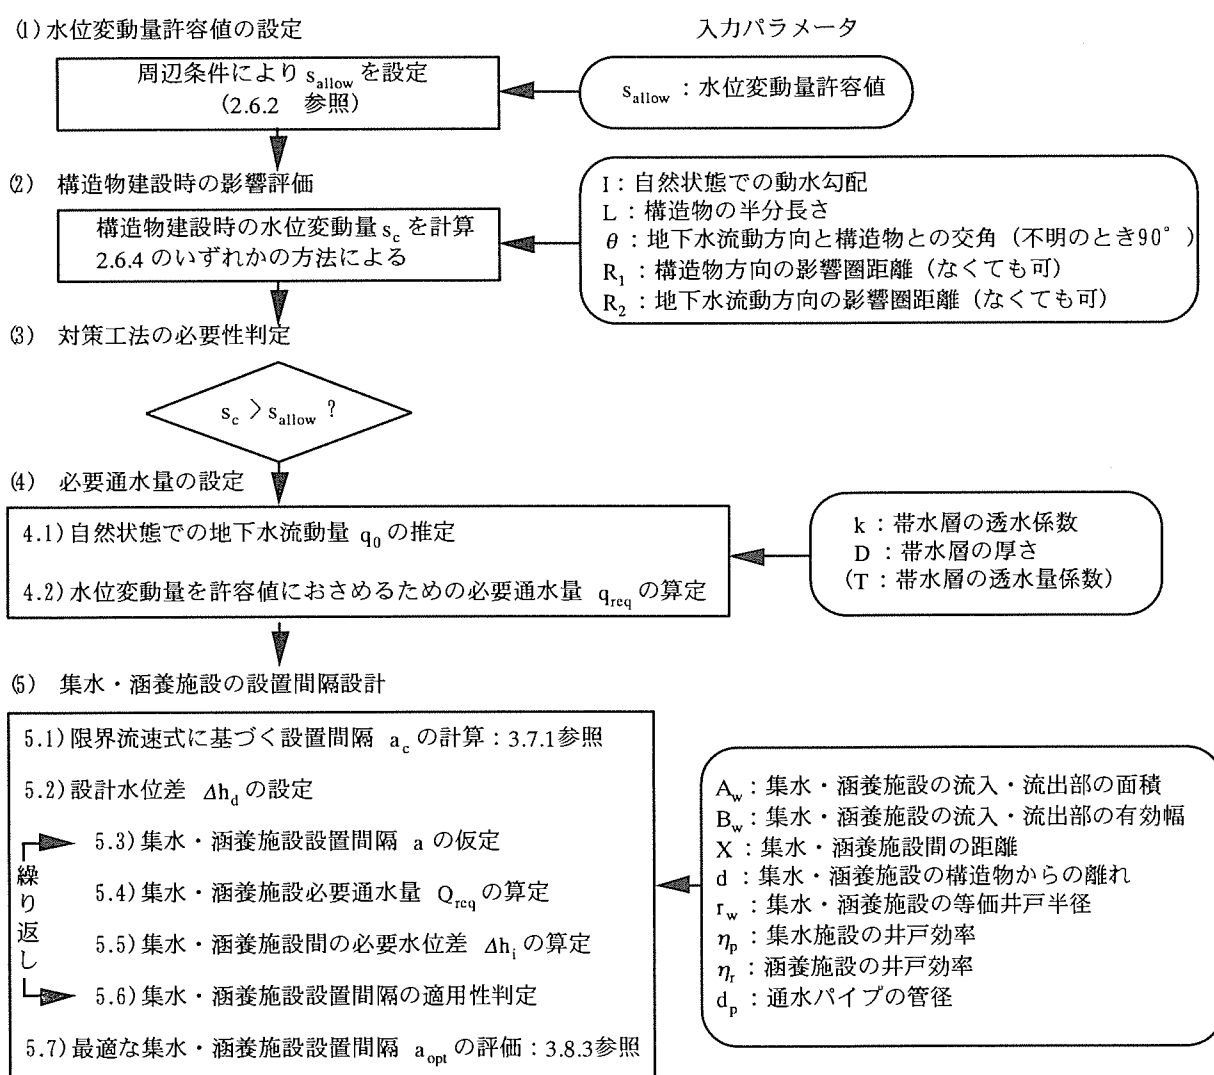 (1)水位変動量許容値の設定
入力パラメータ
周辺条件により s_allow を設定
(2.6.2 参照)
s_allow:水位変動量許容値
(2) 構造物建設時の影響評価
構造物建設時の水位変動量 s_c を計算
2.6.4 のいずれかの方法による
I:自然状態での動水勾配
L:構造物の半分長さ
θ:地下水流動方向と構造物との交角(不明のとき90°)
R_1:構造物方向の影響圏距離(なくても可)
R_2:地下水流動方向の影響圏距離(なくても可)
(3) 対策工法の必要性判定
s_c > s_allow ?
(4) 必要通水量の設定
4.1)自然状態での地下水流動量 q_0 の推定
4.2)水位変動量を許容値におさめるための必要通水量 q_req の算定
k:帯水層の透水係数
D:帯水層の厚さ
(T:帯水層の透水量係数)
(5) 集水・涵養施設の設置間隔設計
5.1)限界流速式に基づく設置間隔 a_c の計算:3.7.1参照
5.2)設計水位差 Δh_d の設定
繰り返し
5.3)集水・涵養施設設置間隔 a の仮定
5.4)集水・涵養施設必要通水量 Q_req の算定
5.5)集水・涵養施設間の必要水位差 Δh_i の算定
5.6)集水・涵養施設設置間隔の適用性判定
5.7)最適な集水・涵養施設設置間隔 a_opt の評価:3.8.3参照
A_w:集水・涵養施設の流入・流出部の面積
B_w:集水・涵養施設の流入・流出部の有効幅
X:集水・涵養施設間の距離
d:集水・涵養施設の構造物からの離れ
r_w:集水・涵養施設の等価井戸半径
η_p:集水施設の井戸効率
η_r:涵養施設の井戸効率
d_p:通水パイプの管径